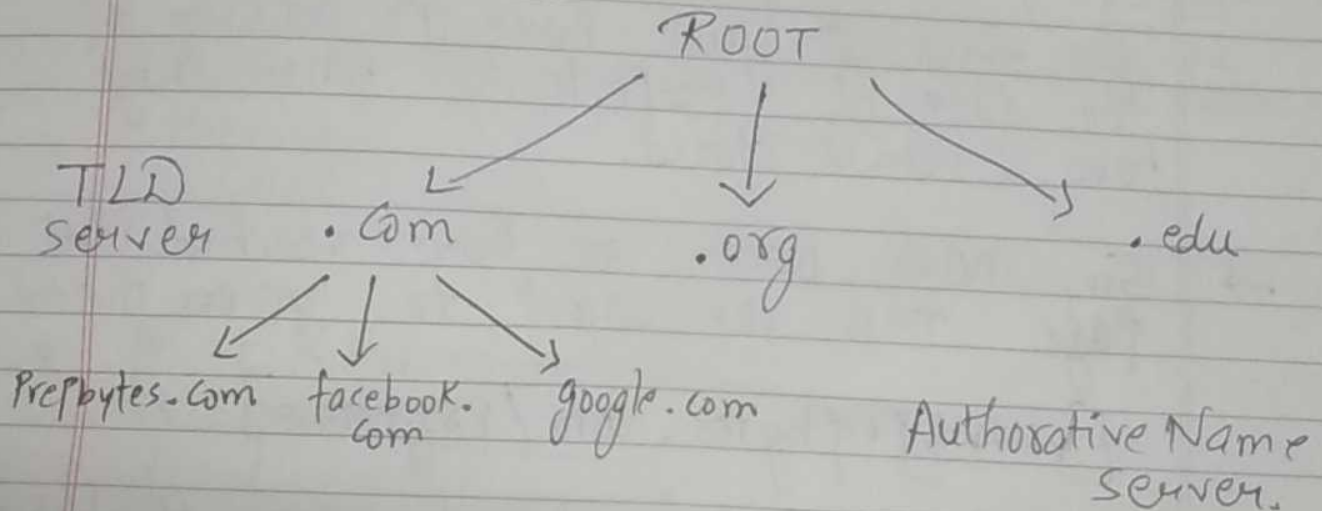 ROOT
TLD
server
.com
.org
.edu
Prepbytes.com
facebook.
com
google.com
Authorative Name
server.